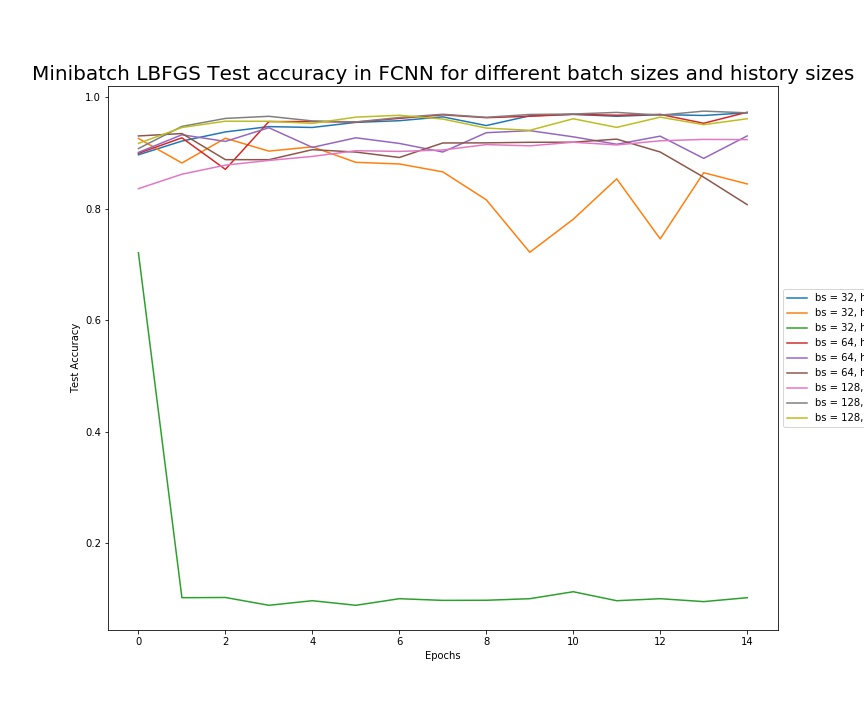 Minibatch LBFGS Test accuracy in FCNN for different batch sizes and history sizes
1.0
0.8
0.6
0.4
0.2
Test Accuracy
0
2
4
6
8
10
12
14
Epochs
bs = 32, h
bs = 32, h
bs = 32, h
bs = 64, h
bs = 64, h
bs = 64, h
bs = 128,
bs = 128,
bs = 128,